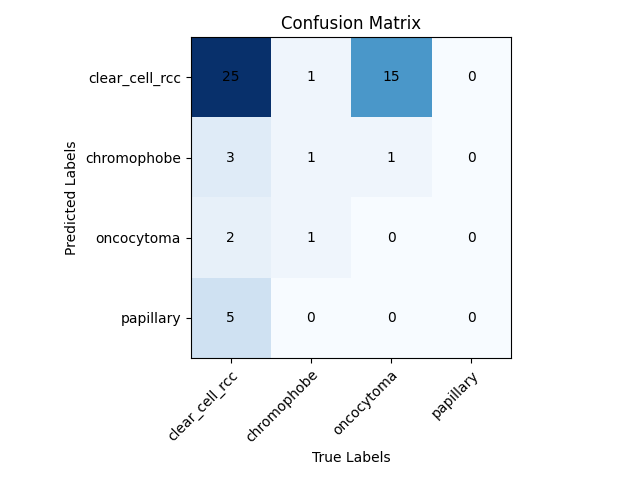 Confusion Matrix
clear_cell_rcc 25 1 15 0
chromophobe 3 1 1 0
oncocytoma 2 1 0 0
papillary 5 0 0 0
Predicted Labels
clear_cell_rcc chromophobe oncocytoma papillary
True Labels